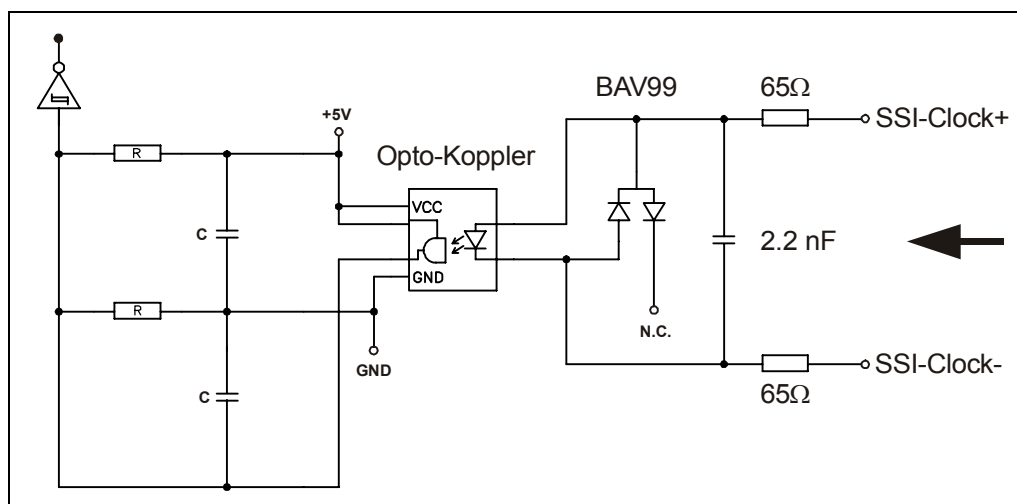 BAV99
65Ω
SSI-Clock+
+5V
Opto-Koppler
R
VCC
C
2.2 nF
GND
R
N.C.
GND
SSI-Clock-
C
65Ω